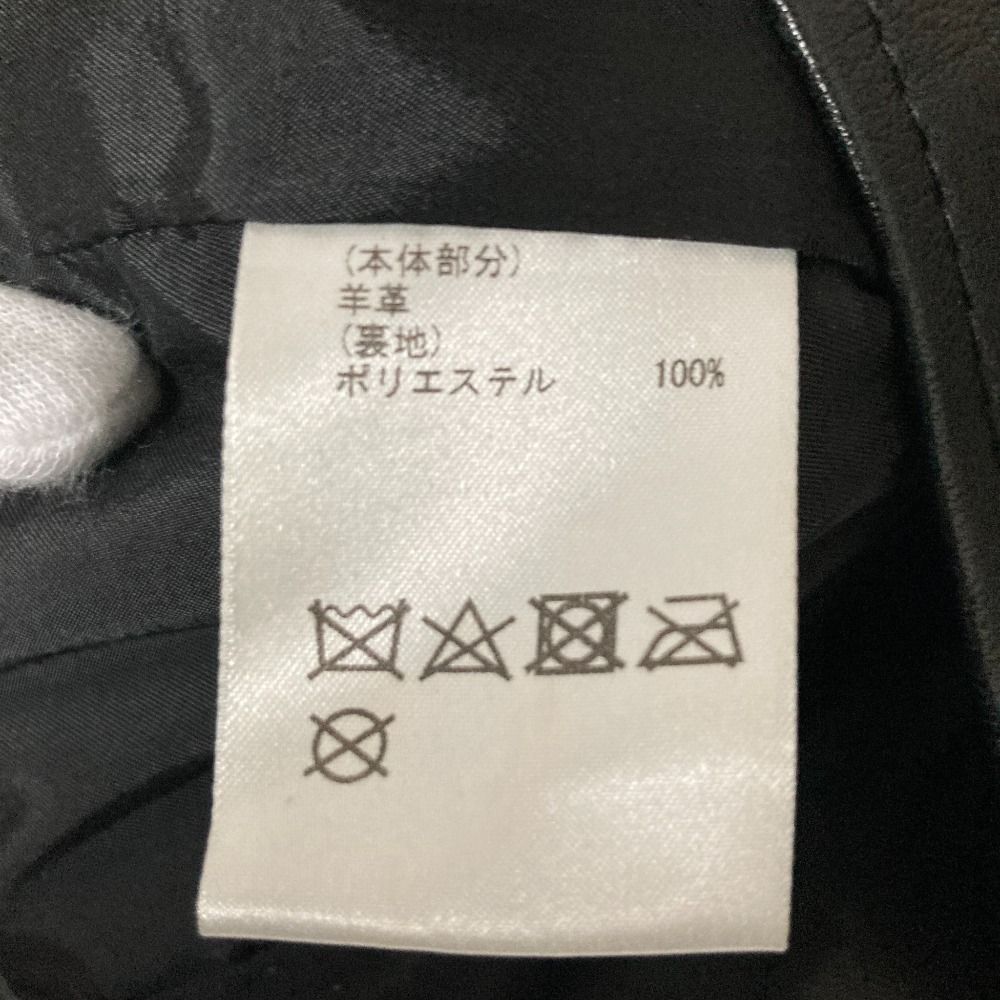 (本体部分)
羊革
(裏地)
ポリエステル 100%